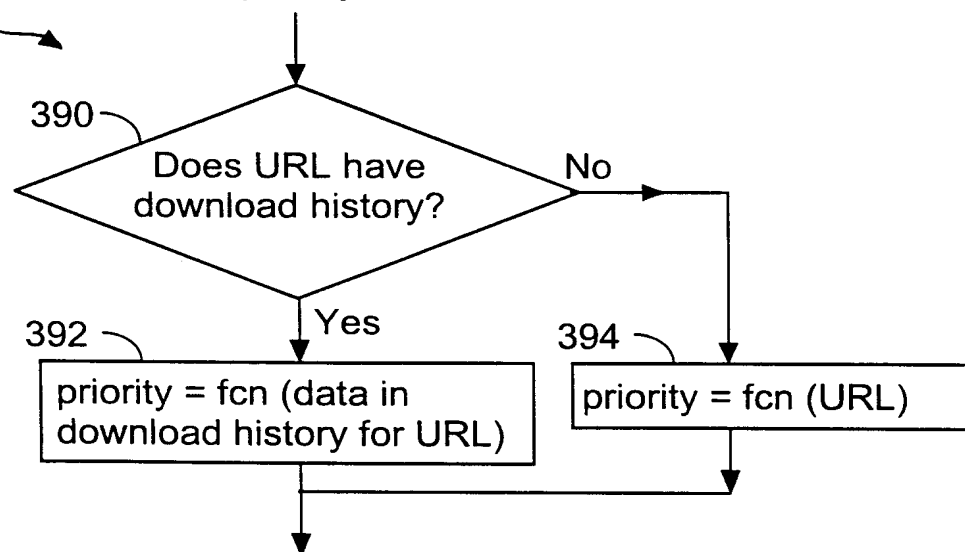 390
Does URL have
download history?
No
Yes
392
priority = fcn (data in
download history for URL)
394
priority = fcn (URL)